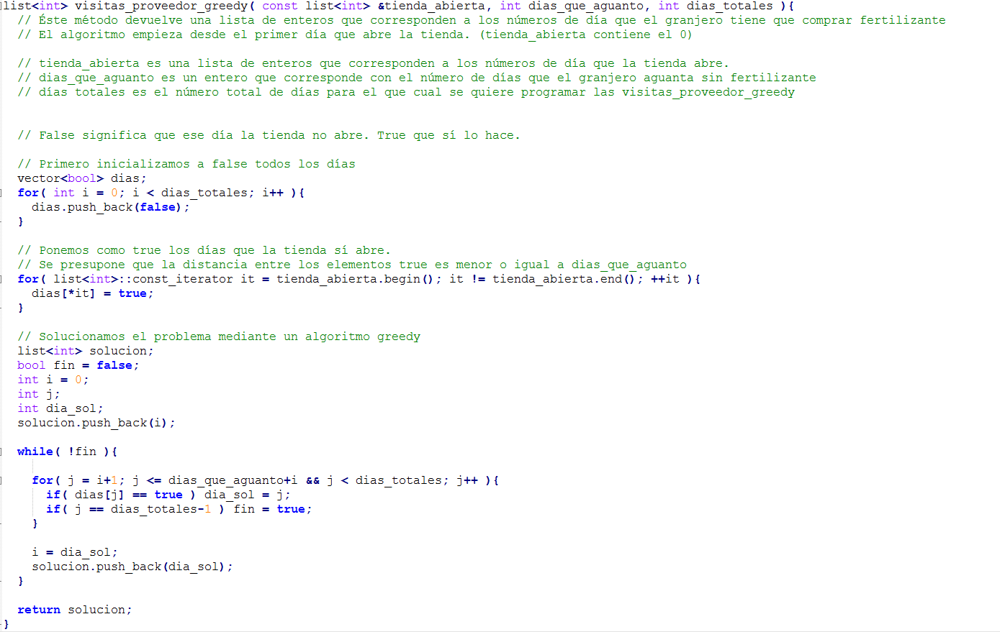 list<int> visitas_proveedor_greedy( const list<int> &tienda_abierta, int dias_que_aguanto, int dias_totales ){
// Éste método devuelve una lista de enteros que corresponden a los números de día que el granjero tiene que comprar fertilizante
// El algoritmo empieza desde el primer día que abre la tienda. (tienda_abierta contiene el 0)
// tienda_abierta es una lista de enteros que corresponden a los números de día que la tienda abre.
// dias_que_aguanto es un entero que corresponde con el número de días que el granjero aguanta sin fertilizante
// días totales es el número total de días para el que cual se quiere programar las visitas_proveedor_greedy
// False significa que ese día la tienda no abre. True que sí lo hace.
// Primero inicializamos a false todos los días
vector<bool> dias;
for( int i = 0; i < dias_totales; i++ ){
dias.push_back(false);
}
// Ponemos como true los días que la tienda sí abre.
// Se presupone que la distancia entre los elementos true es menor o igual a dias_que_aguanto
for( list<int>::const_iterator it = tienda_abierta.begin(); it != tienda_abierta.end(); ++it ){
dias[*it] = true;
}
// Solucionamos el problema mediante un algoritmo greedy
list<int> solucion;
bool fin = false;
int i = 0;
int j;
int dia_sol;
solucion.push_back(i);
while( !fin ){
for( j = i+1; j <= dias_que_aguanto+i && j < dias_totales; j++ ){
if( dias[j] == true ) dia_sol = j;
if( j == dias_totales-1 ) fin = true;
}
i = dia_sol;
solucion.push_back(dia_sol);
}
return solucion;
}